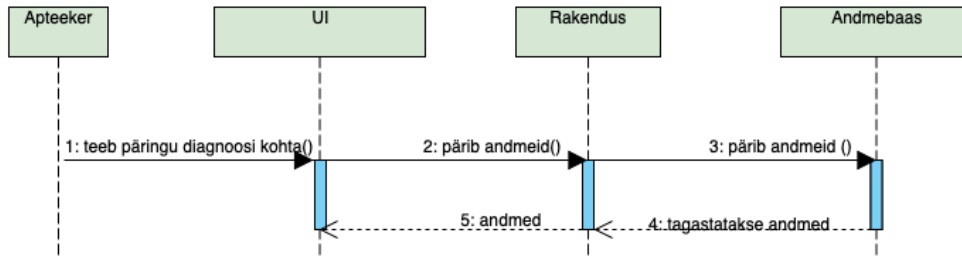 Apteeker
UI
Rakendus
Andmebaas
1: teeb päringu diagnoosi kohta()
2: pärib andmeid()
3: pärib andmeid ()
5: andmed
4: tagastatakse andmed